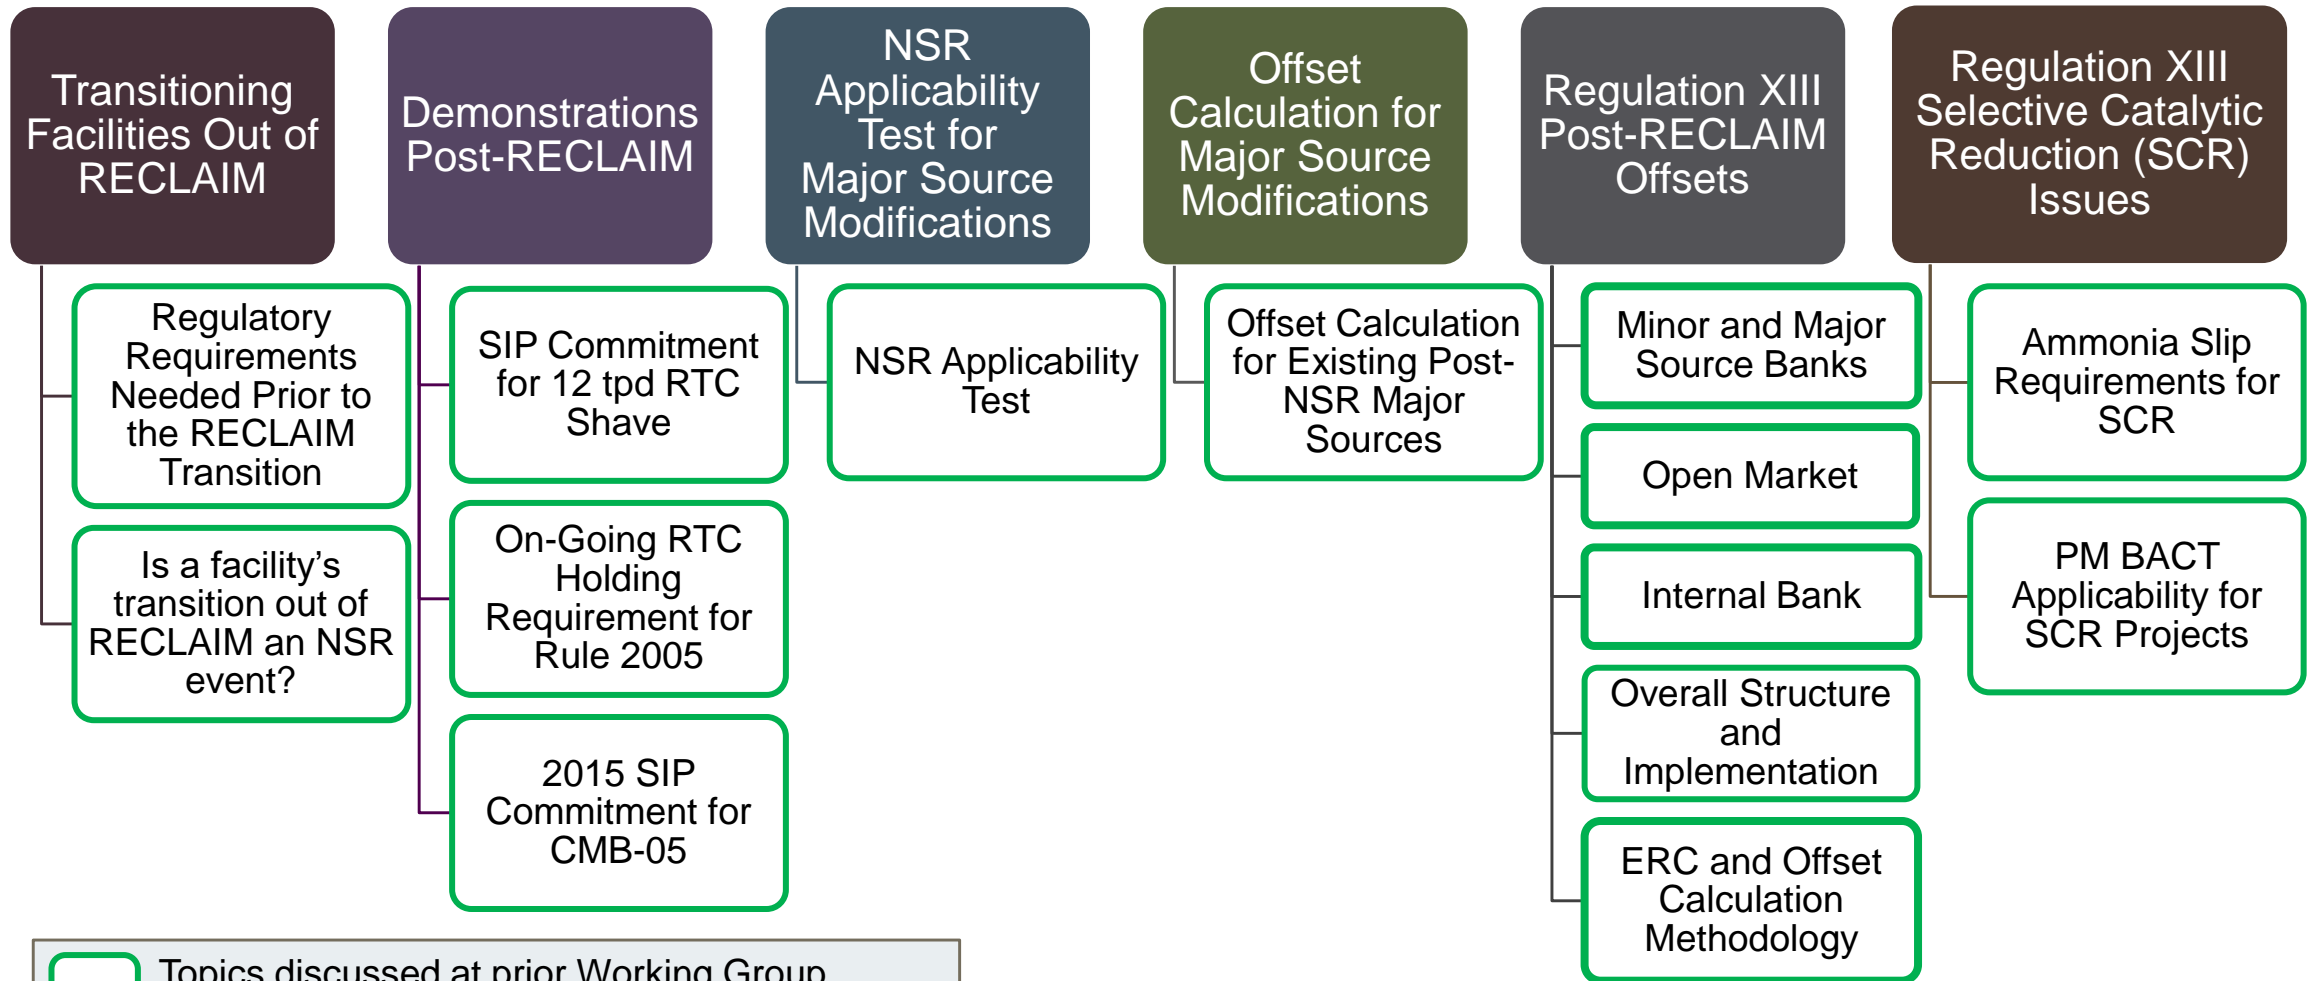 Transitioning
Facilities Out of
RECLAIM
Demonstrations
Post-RECLAIM
NSR
Applicability
Test for
Major Source
Modifications
Offset
Calculation for
Major Source
Modifications
Regulation XIII
Post-RECLAIM
Offsets
Regulation XIII
Selective Catalytic
Reduction (SCR)
Issues
Regulatory
Requirements
Needed Prior to
the RECLAIM
Transition
Is a facility’s
transition out of
RECLAIM an NSR
event?
SIP Commitment
for 12 tpd RTC
Shave
On-Going RTC
Holding
Requirement for
Rule 2005
2015 SIP
Commitment for
CMB-05
NSR Applicability
Test
Offset Calculation
for Existing Post-
NSR Major
Sources
Minor and Major
Source Banks
Open Market
Internal Bank
Overall Structure
and
Implementation
ERC and Offset
Calculation
Methodology
Ammonia Slip
Requirements for
SCR
PM BACT
Applicability for
SCR Projects
Topics discussed at prior Working Group